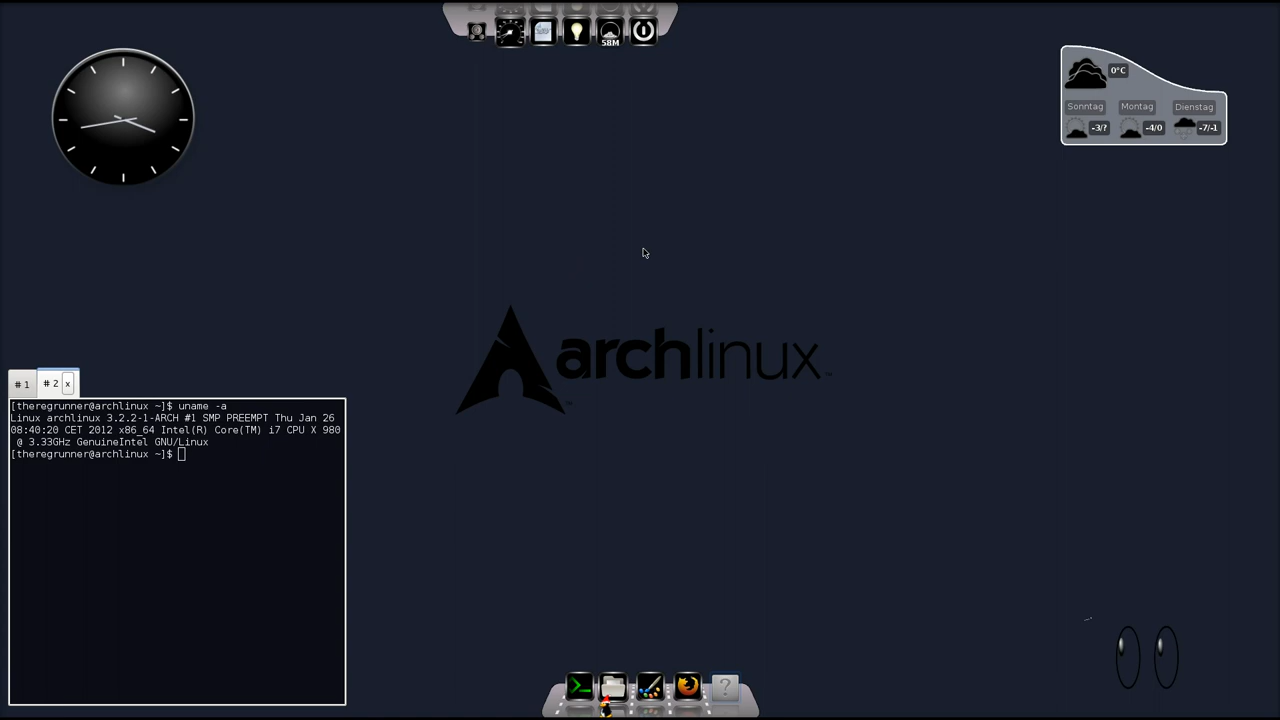 58M
0°C
Sonntag Montag Dienstag
-3/? -4/0 -7/-1
archlinux™
™
#1 #2 x
[theregrunner@archlinux ~]$ uname -a
Linux archlinux 3.2.2-1-ARCH #1 SMP PREEMPT Thu Jan 26
08:40:20 CET 2012 x86_64 Intel(R) Core(TM) i7 CPU X 980
@ 3.33GHz GenuineIntel GNU/Linux
[theregrunner@archlinux ~]$
>_ ?